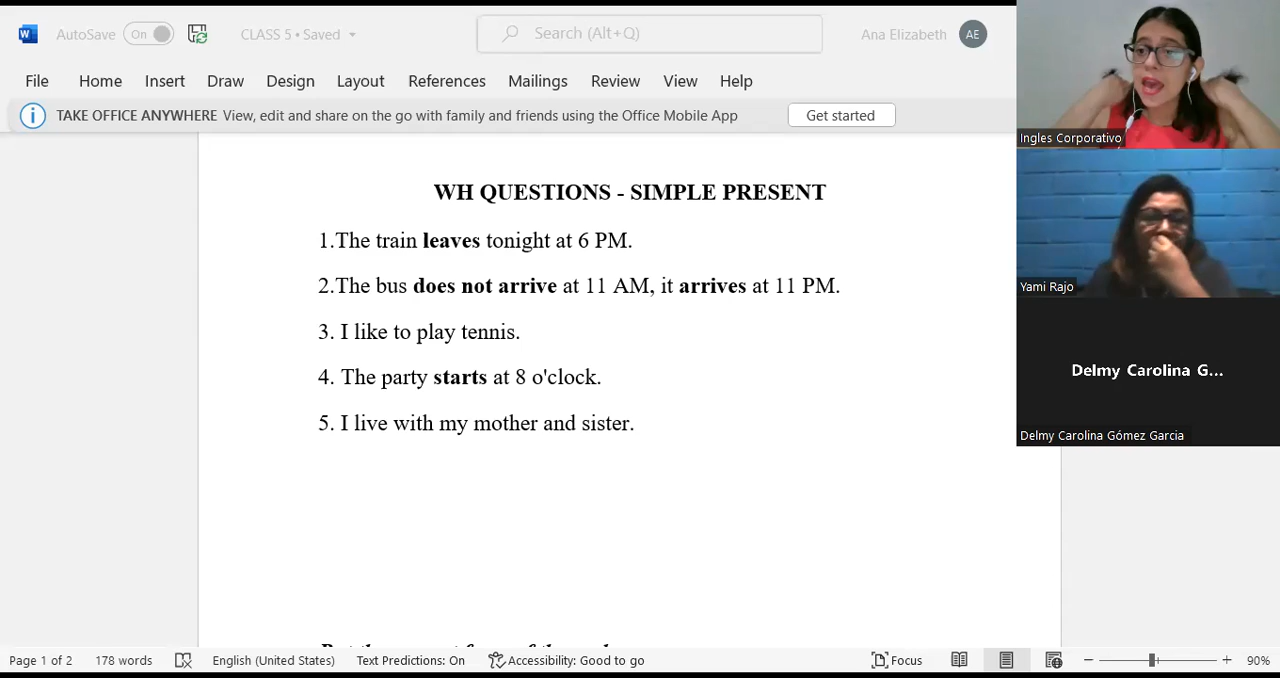 AutoSave On CLASS 5 • Saved Search (Alt+Q) Ana Elizabeth AE
File Home Insert Draw Design Layout References Mailings Review View Help
TAKE OFFICE ANYWHERE View, edit and share on the go with family and friends using the Office Mobile App Get started
Ingles Corporativo
WH QUESTIONS - SIMPLE PRESENT
1.The train leaves tonight at 6 PM.
2.The bus does not arrive at 11 AM, it arrives at 11 PM.
Yami Rajo
3. I like to play tennis.
4. The party starts at 8 o'clock.
Delmy Carolina G...
5. I live with my mother and sister.
Delmy Carolina Gómez Garcia
Page 1 of 2 178 words English (United States) Text Predictions: On Accessibility: Good to go Focus 90%